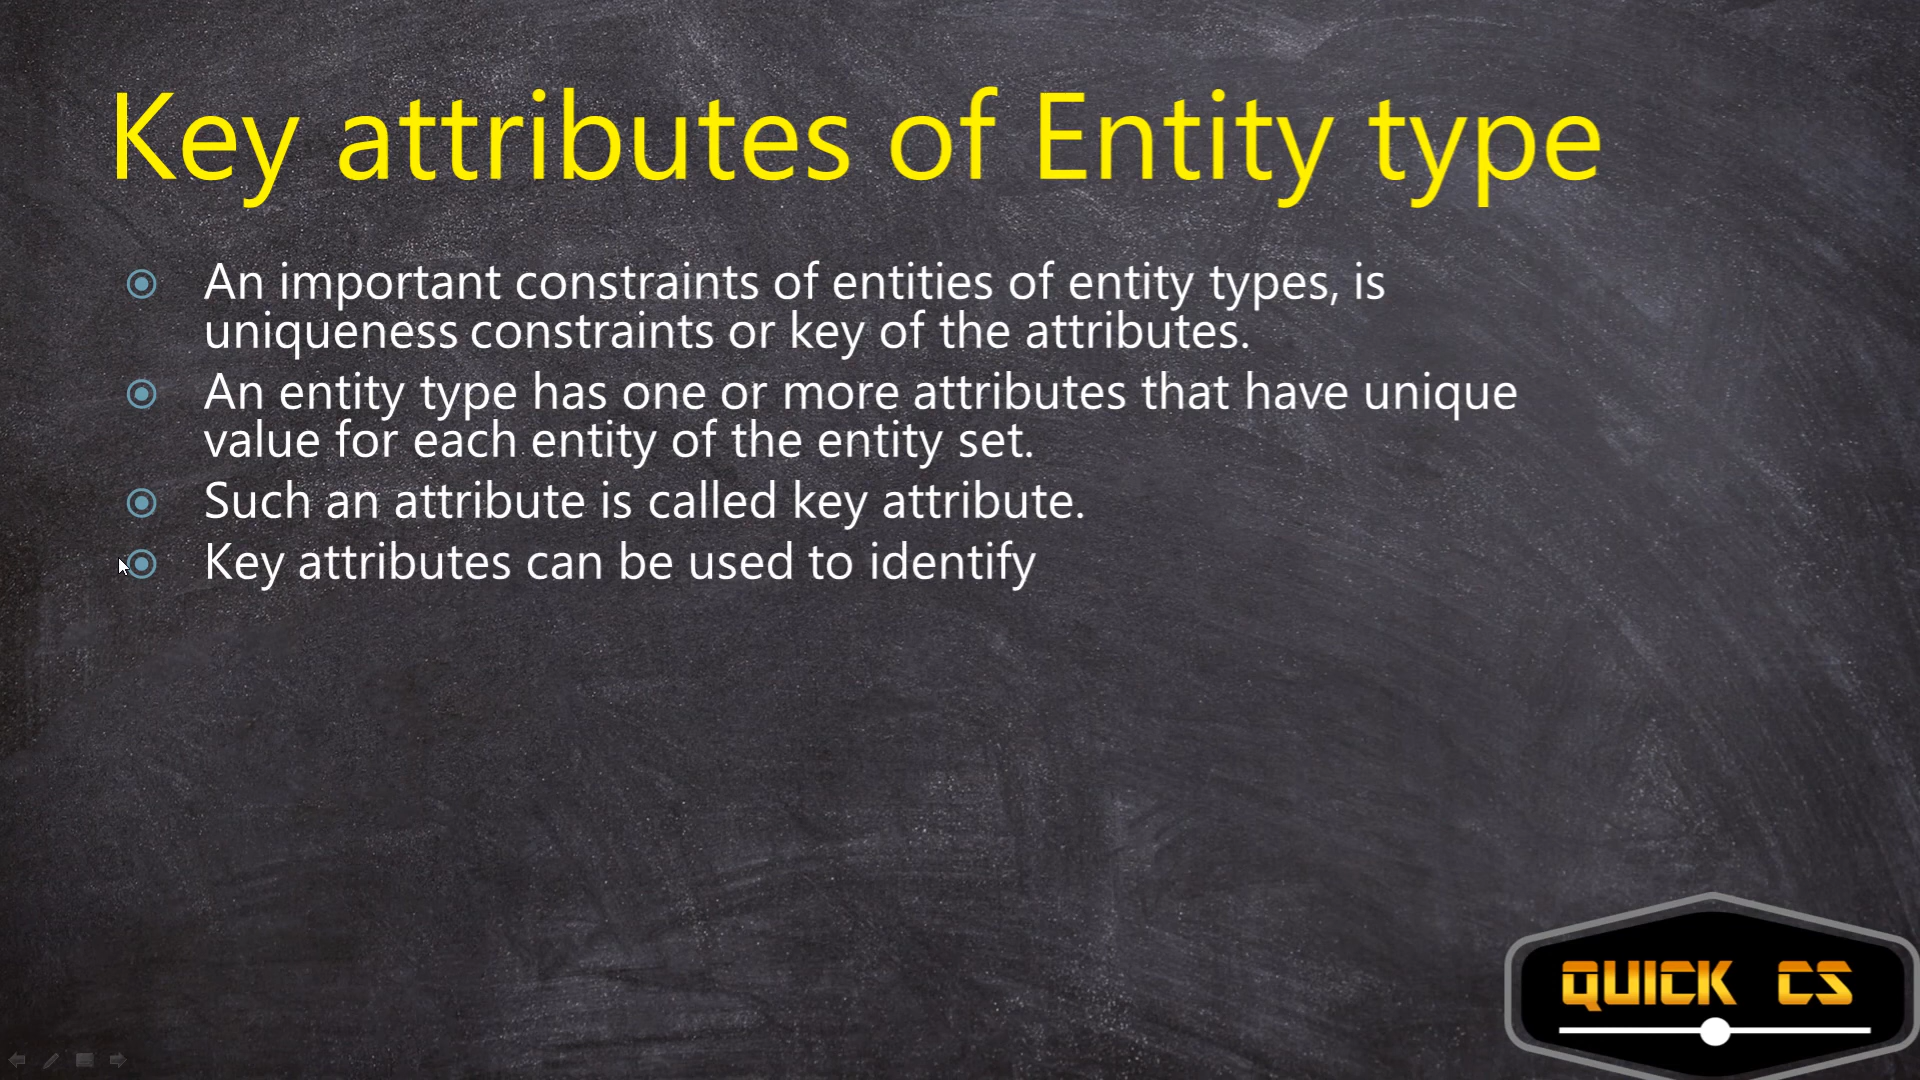 Key attributes of Entity type
An important constraints of entities of entity types, is
uniqueness constraints or key of the attributes.
An entity type has one or more attributes that have unique
value for each entity of the entity set.
Such an attribute is called key attribute.
Key attributes can be used to identify
QUICK CS